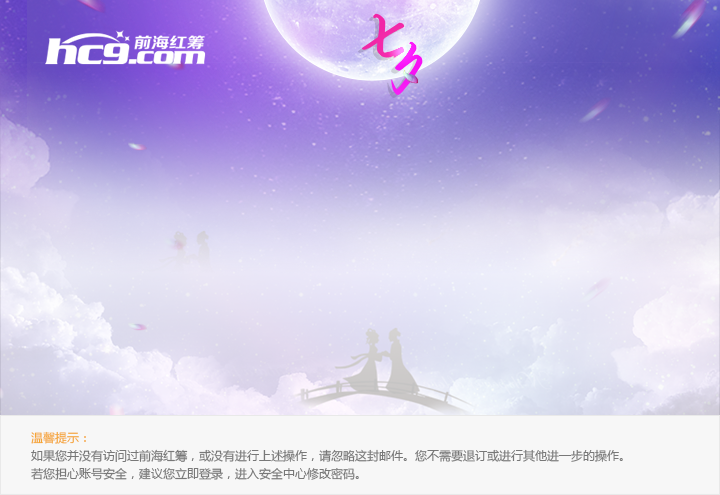 hc9.com 前海红筹
七夕
温馨提示：
如果您并没有访问过前海红筹，或没有进行上述操作，请忽略这封邮件。您不需要退订或进行其他进一步的操作。
若您担心账号安全，建议您立即登录，进入安全中心修改密码。